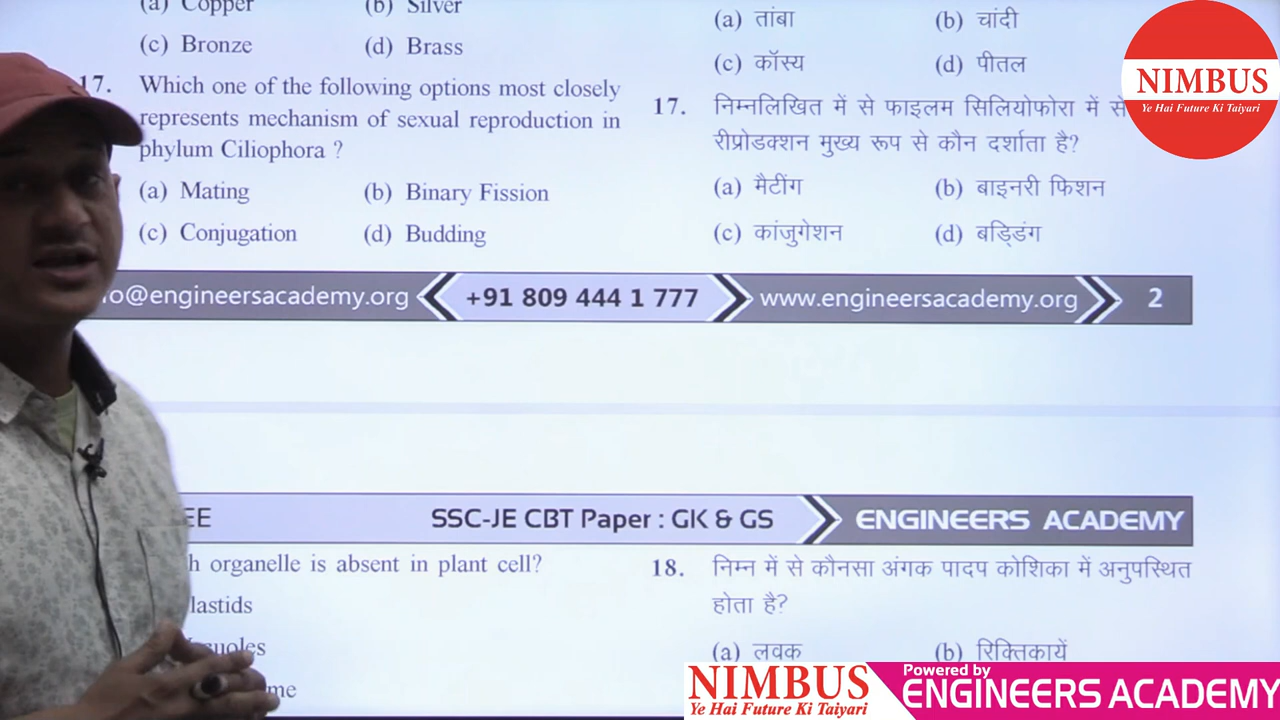 (a) Copper (b) Silver
(c) Bronze (d) Brass
17. Which one of the following options most closely
represents mechanism of sexual reproduction in
phylum Ciliophora ?
(a) Mating (b) Binary Fission
(c) Conjugation (d) Budding
(a) तांबा (b) चांदी
(c) कॉस्य (d) पीतल
17. निम्नलिखित में से फाइलम सिलियोफोरा में से
रीप्रोडक्शन मुख्य रूप से कौन दर्शाता है?
(a) मैटींग (b) बाइनरी फिशन
(c) कांजुगेशन (d) बड्डिंग
o@engineersacademy.org +91 809 444 1 777 www.engineersacademy.org 2
EE SSC-JE CBT Paper : GK & GS ENGINEERS ACADEMY
h organelle is absent in plant cell?
lastids
cuoles
me
18. निम्न में से कौनसा अंगक पादप कोशिका में अनुपस्थित
होता है?
(a) लवक (b) रिक्तिकायें
NIMBUS
Ye Hai Future Ki Taiyari
NIMBUS
Ye Hai Future Ki Taiyari
Powered by
ENGINEERS ACADEMY